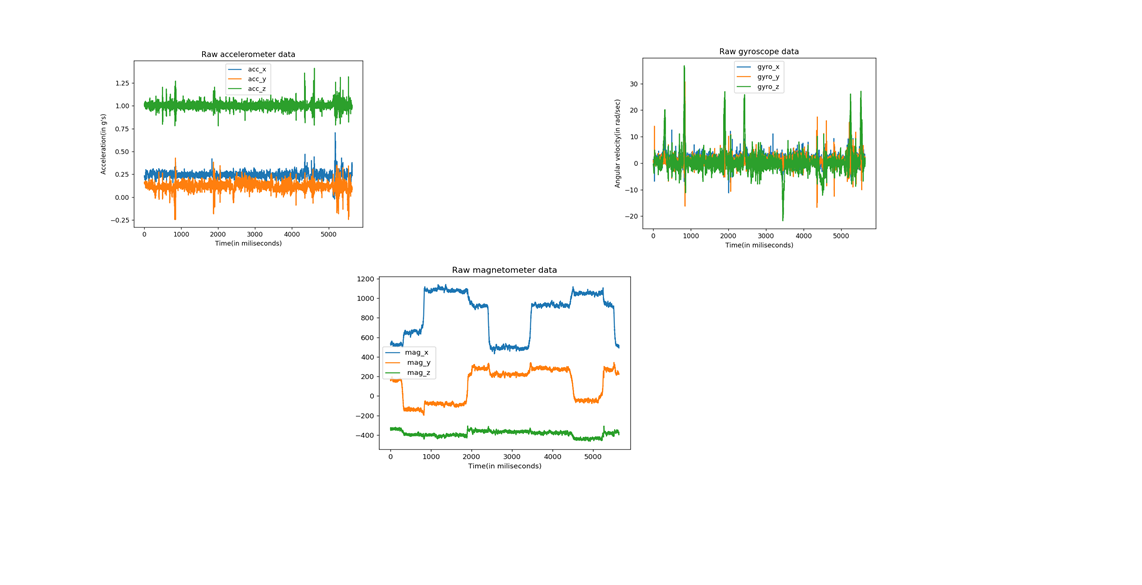 Raw accelerometer data
acc_x
acc_y
acc_z
1.25
1.00
0.75
0.50
0.25
0.00
−0.25
Acceleration(in g's)
0 1000 2000 3000 4000 5000
Time(in miliseconds)
Raw gyroscope data
gyro_x
gyro_y
gyro_z
30
20
10
0
−10
−20
Angular velocity(in rad/sec)
0 1000 2000 3000 4000 5000
Time(in miliseconds)
Raw magnetometer data
1200
1000
800
600
400
200
0
−200
−400
mag_x
mag_y
mag_z
0 1000 2000 3000 4000 5000
Time(in miliseconds)